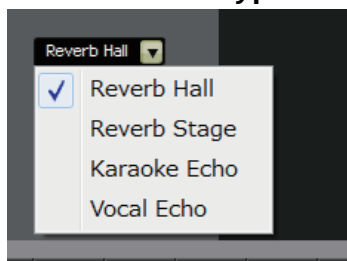 Reverb Hall
Reverb Hall
Reverb Stage
Karaoke Echo
Vocal Echo